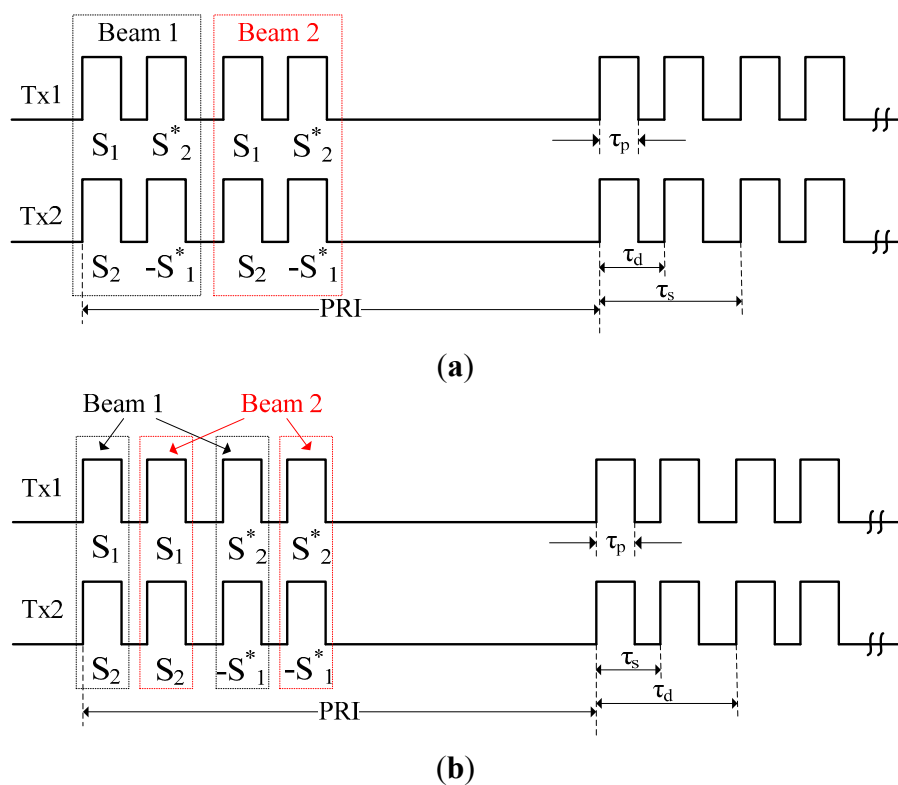 Beam 1 Beam 2
Tx1
S1 S*2 S1 S*2 τp
Tx2
S2 -S*1 S2 -S*1 τd
τs
PRI
(a)
Beam 1 Beam 2
Tx1
S1 S1 S*2 S*2 τp
Tx2
S2 S2 -S*1 -S*1 τs
τd
PRI
(b)